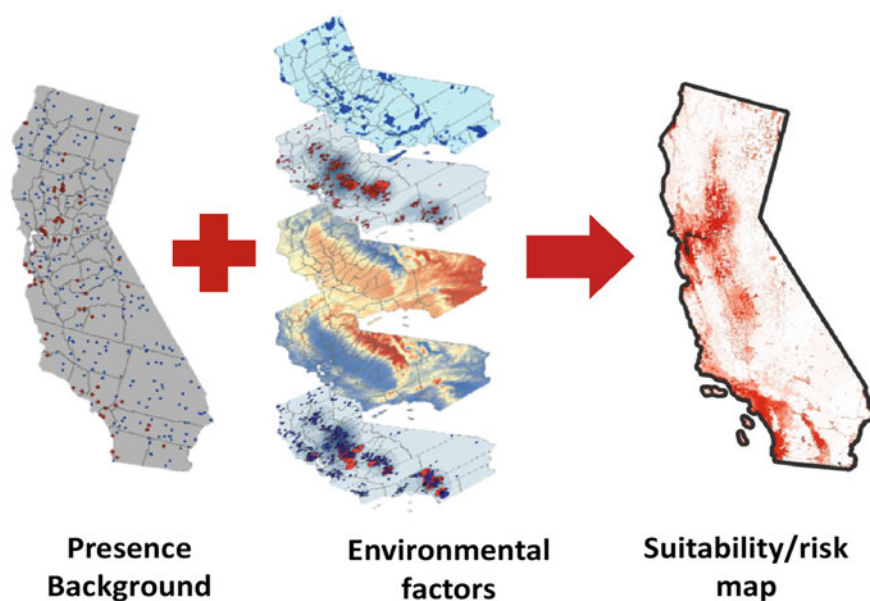 Presence
Background
Environmental
factors
Suitability/risk
map